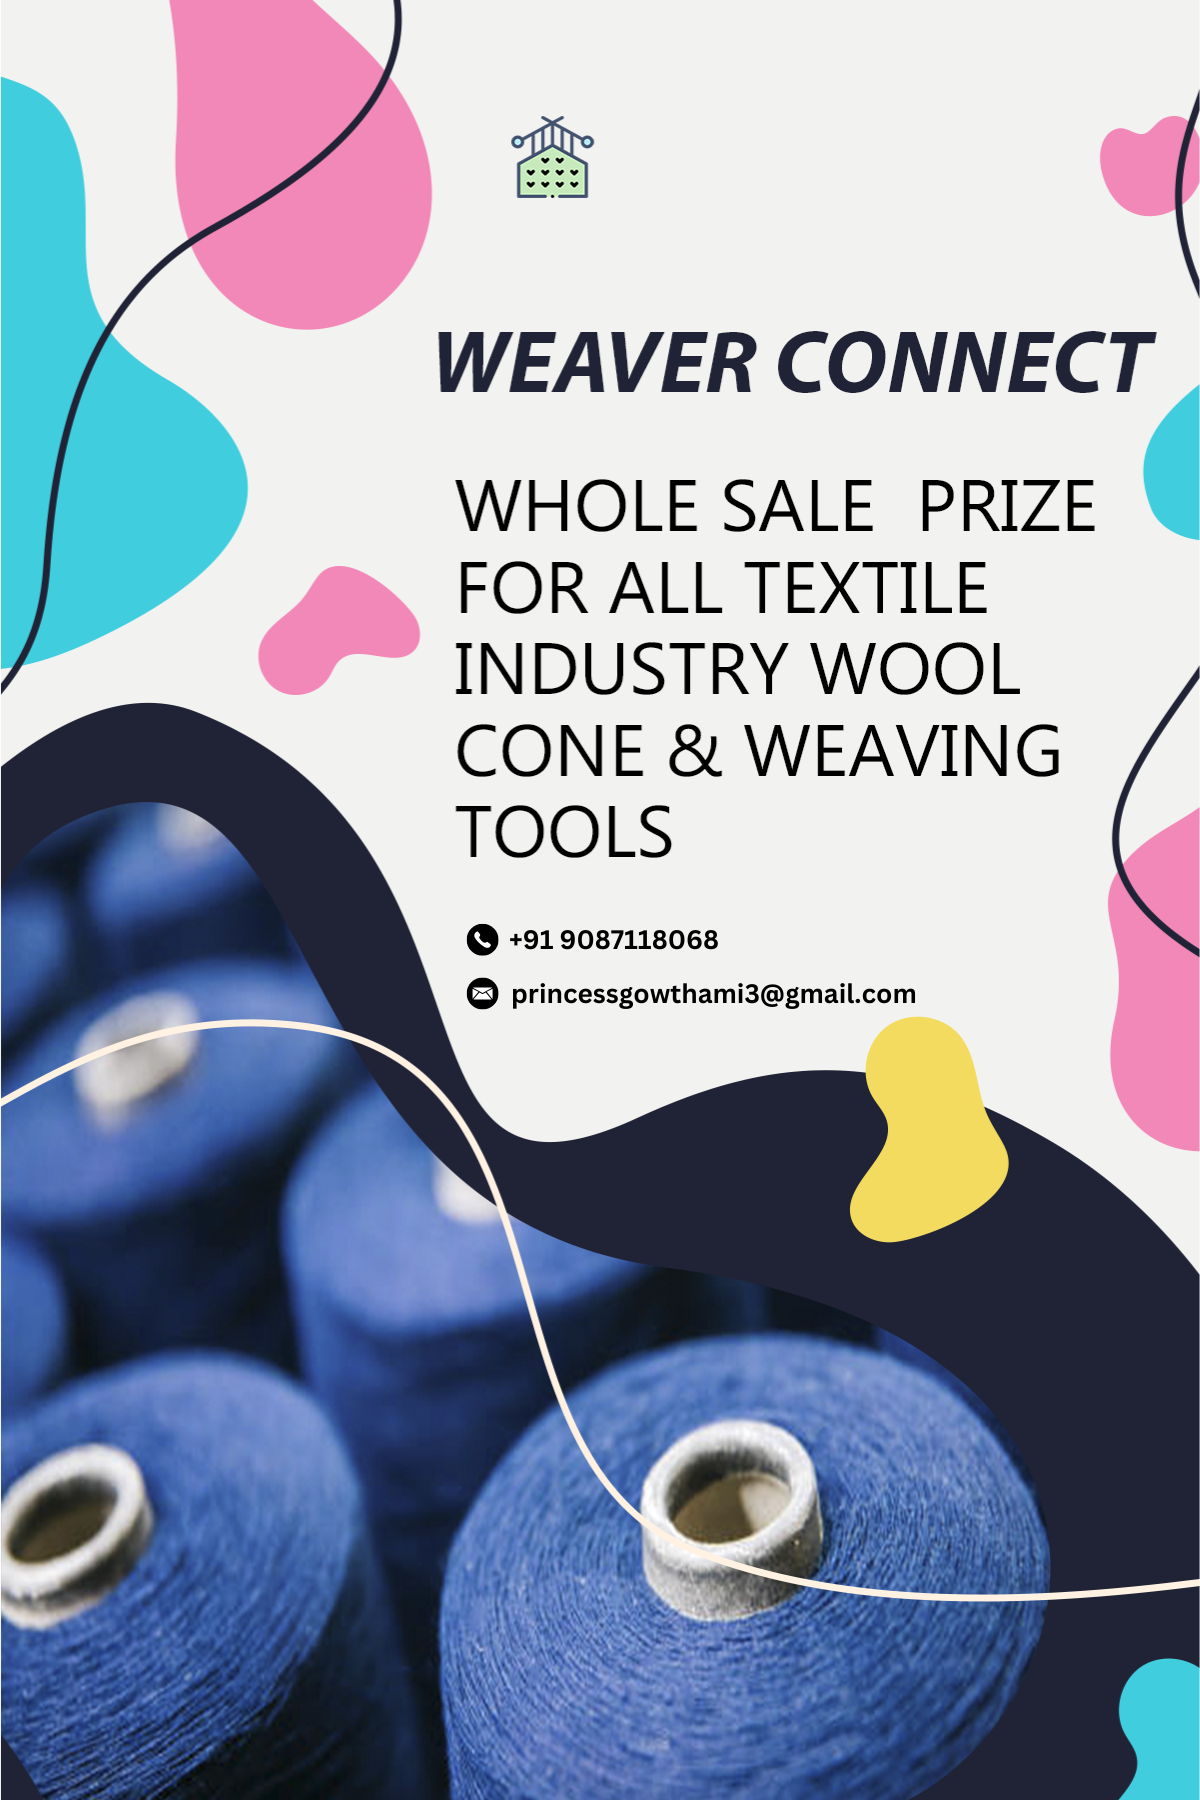 WEAVER CONNECT
WHOLE SALE PRIZE
FOR ALL TEXTILE
INDUSTRY WOOL
CONE & WEAVING
TOOLS
+91 9087118068
princessgowthami3@gmail.com